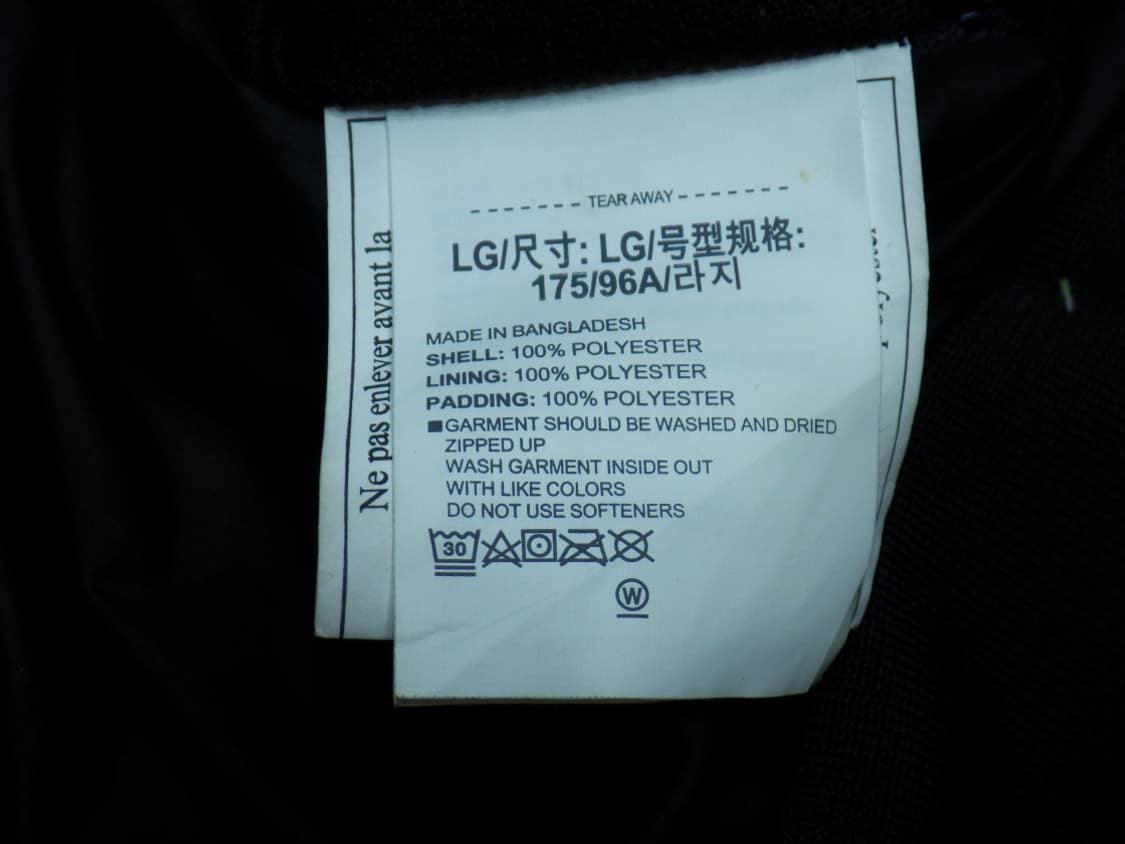 TEAR AWAY
LG/尺寸: LG/号型规格:
175/96A/라지
MADE IN BANGLADESH
SHELL: 100% POLYESTER
LINING: 100% POLYESTER
PADDING: 100% POLYESTER
■GARMENT SHOULD BE WASHED AND DRIED
ZIPPED UP
WASH GARMENT INSIDE OUT
WITH LIKE COLORS
DO NOT USE SOFTENERS
30
W
Ne pas enlever avant la